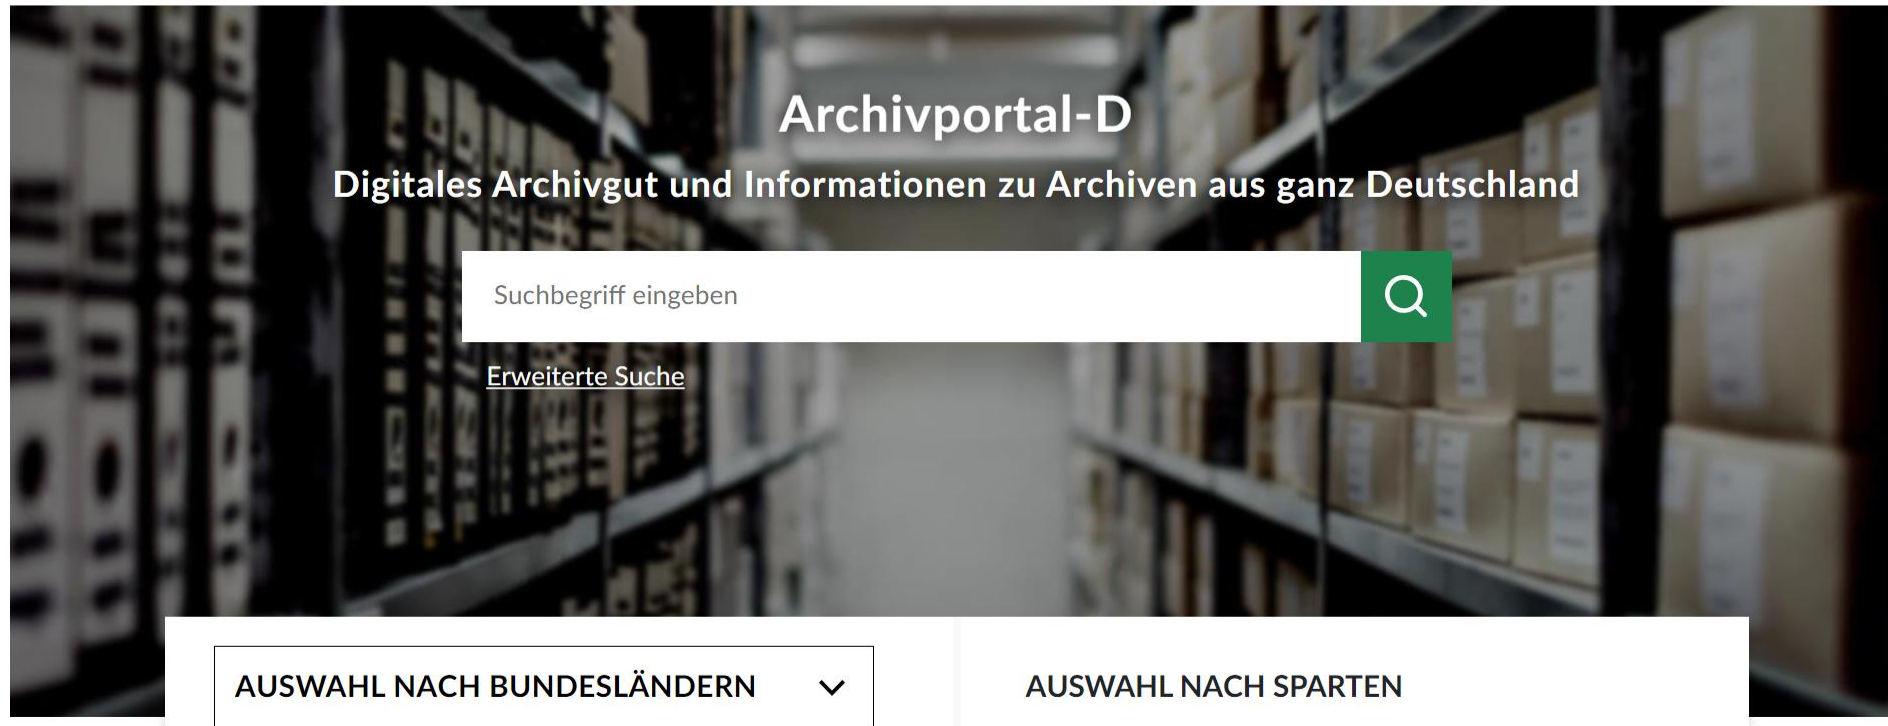 Archivportal-D
Digitales Archivgut und Informationen zu Archiven aus ganz Deutschland
Suchbegriff eingeben
Erweiterte Suche
AUSWAHL NACH BUNDESLÄNDERN
AUSWAHL NACH SPARTEN